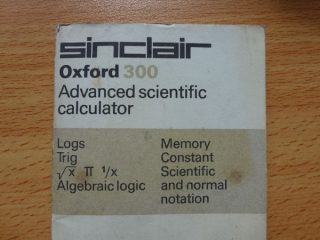 sinclair
Oxford 300
Advanced scientific
calculator
Logs
Trig
√x π 1/x
Algebraic logic
Memory
Constant
Scientific
and normal
notation